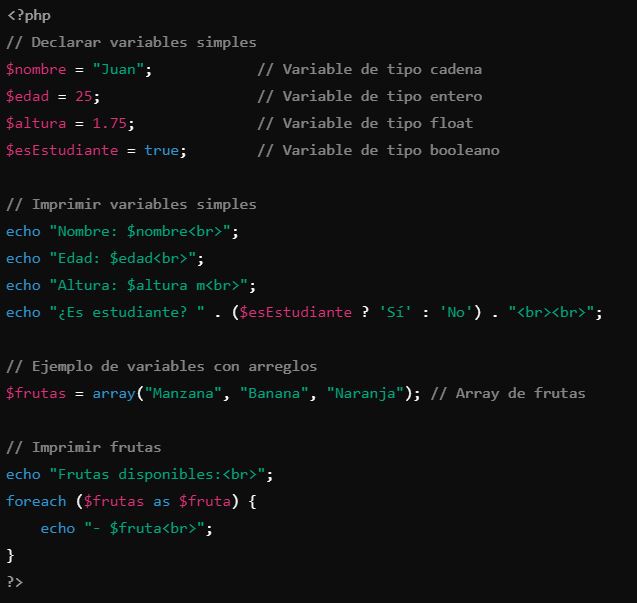 <?php
// Declarar variables simples
$nombre = "Juan";            // Variable de tipo cadena
$edad = 25;                  // Variable de tipo entero
$altura = 1.75;              // Variable de tipo float
$esEstudiante = true;        // Variable de tipo booleano

// Imprimir variables simples
echo "Nombre: $nombre<br>";
echo "Edad: $edad<br>";
echo "Altura: $altura m<br>";
echo "¿Es estudiante? " . ($esEstudiante ? 'Sí' : 'No') . "<br><br>";

// Ejemplo de variables con arreglos
$frutas = array("Manzana", "Banana", "Naranja"); // Array de frutas

// Imprimir frutas
echo "Frutas disponibles:<br>";
foreach ($frutas as $fruta) {
    echo "- $fruta<br>";
}
?>